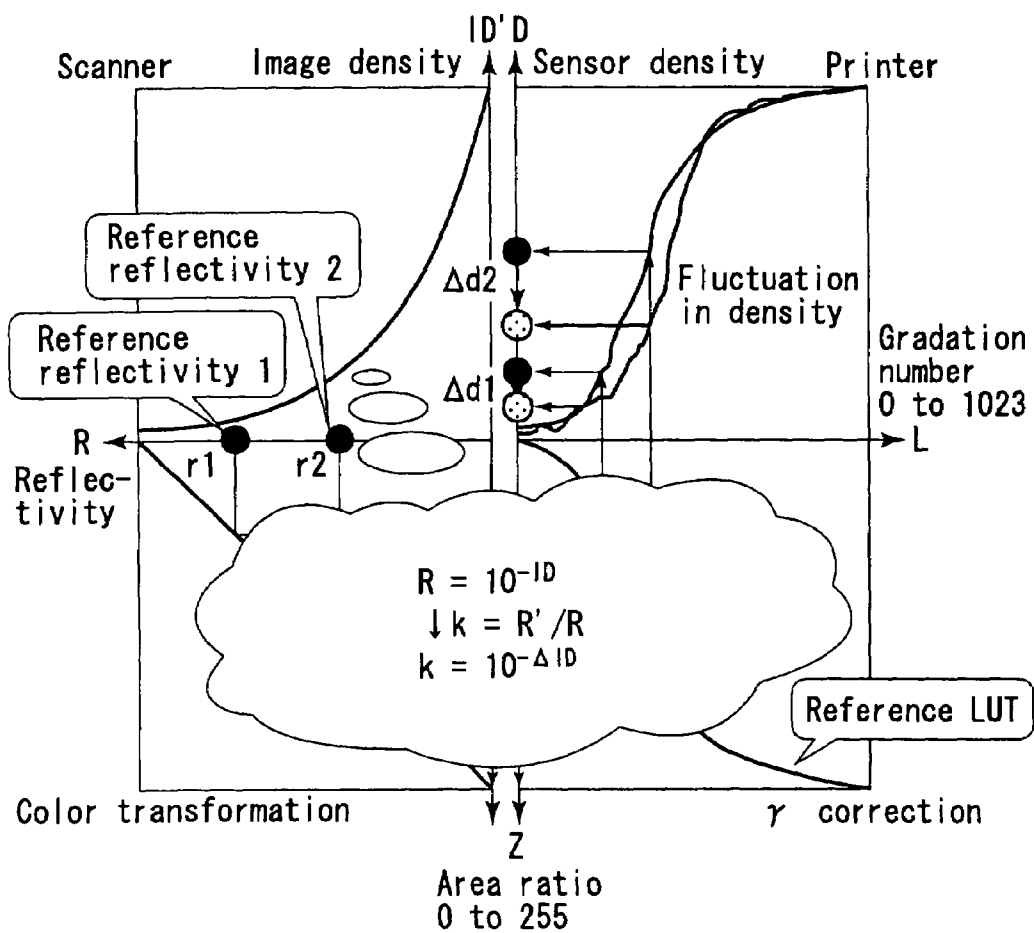 ID' D
Scanner
Image density
Sensor density
Printer
Reference
reflectivity 2
Reference
reflectivity 1
Δd2
Δd1
Fluctuation
in density
Gradation
number
0 to 1023
R
r1
r2
L
Reflec-
tivity
R = 10^-ID
↓ k = R'/R
k = 10^-ΔID
Reference LUT
Color transformation
γ correction
Z
Area ratio
0 to 255